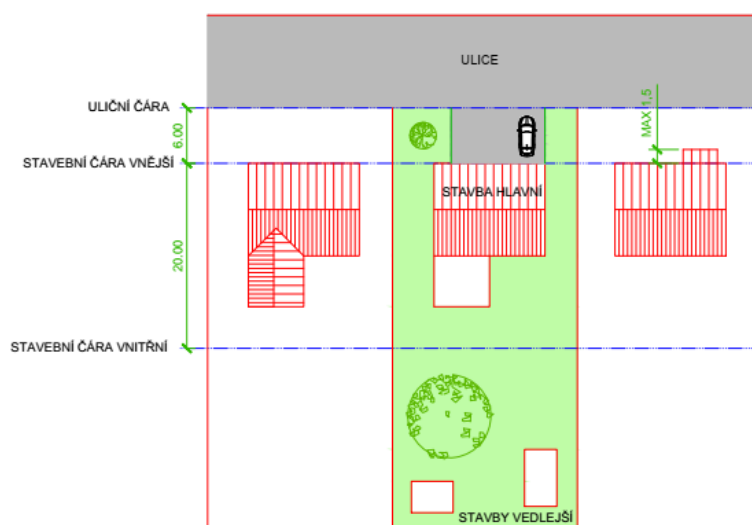 ULICE
ULIČNÍ ČÁRA
6.00
MAX 1,5
STAVEBNÍ ČÁRA VNĚJŠÍ
STAVBA HLAVNÍ
20.00
STAVEBNÍ ČÁRA VNITŘNÍ
STAVBY VEDLEJŠÍ